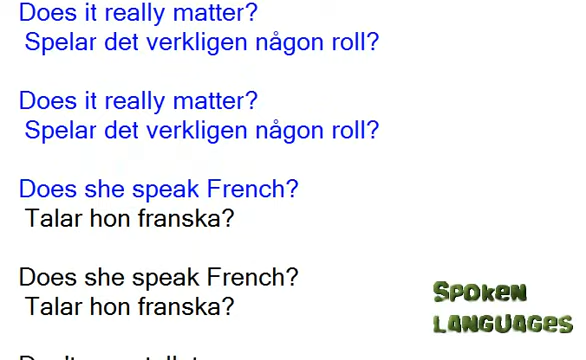 Does it really matter?
Spelar det verkligen någon roll?
Does it really matter?
Spelar det verkligen någon roll?
Does she speak French?
Talar hon franska?
Does she speak French?
Talar hon franska?
Spoken
Languages